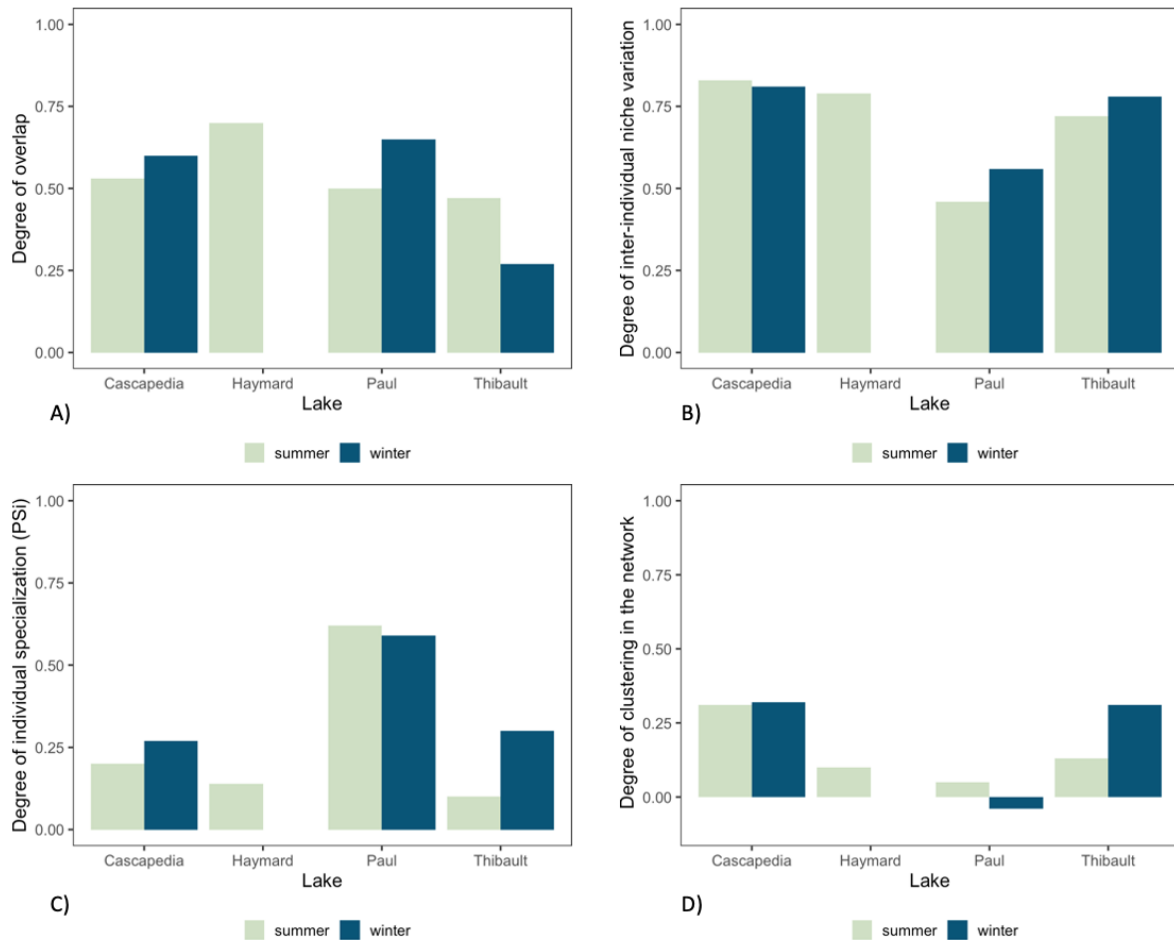 Degree of overlap
1.00
0.75
0.50
0.25
0.00
Cascapedia Haymard Paul Thibault
Lake
A)
summer winter
Degree of inter-individual niche variation
1.00
0.75
0.50
0.25
0.00
Cascapedia Haymard Paul Thibault
Lake
B)
summer winter
Degree of individual specialization (PSi)
1.00
0.75
0.50
0.25
0.00
Cascapedia Haymard Paul Thibault
Lake
C)
summer winter
Degree of clustering in the network
1.00
0.75
0.50
0.25
0.00
Cascapedia Haymard Paul Thibault
Lake
D)
summer winter